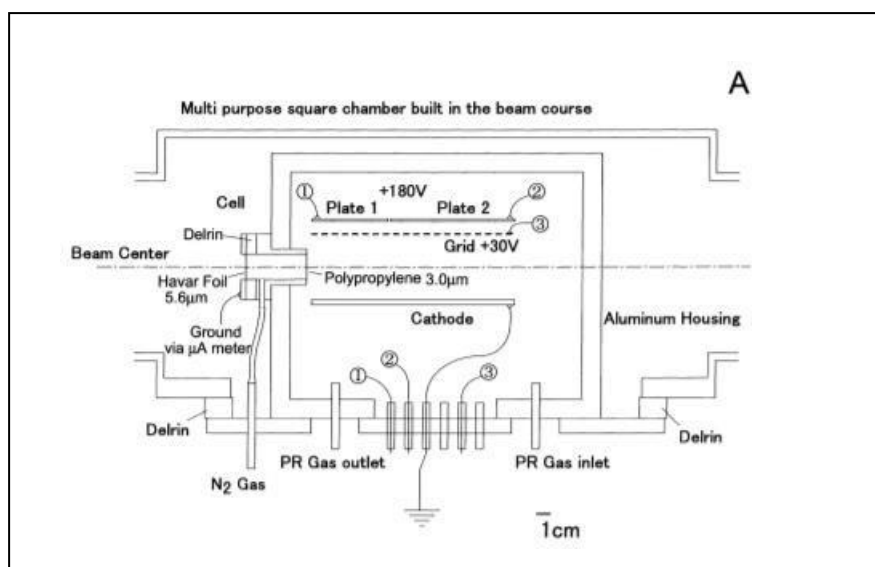 A
Multi purpose square chamber built in the beam course
① +180V ②
Cell Plate 1 Plate 2
③
Delrin
Grid +30V
Beam Center
Havar Foil Polypropylene 3.0μm
5.6μm
Cathode Aluminum Housing
Ground
via μA meter
②
① ③
Delrin Delrin
PR Gas outlet PR Gas inlet
N2 Gas
1cm